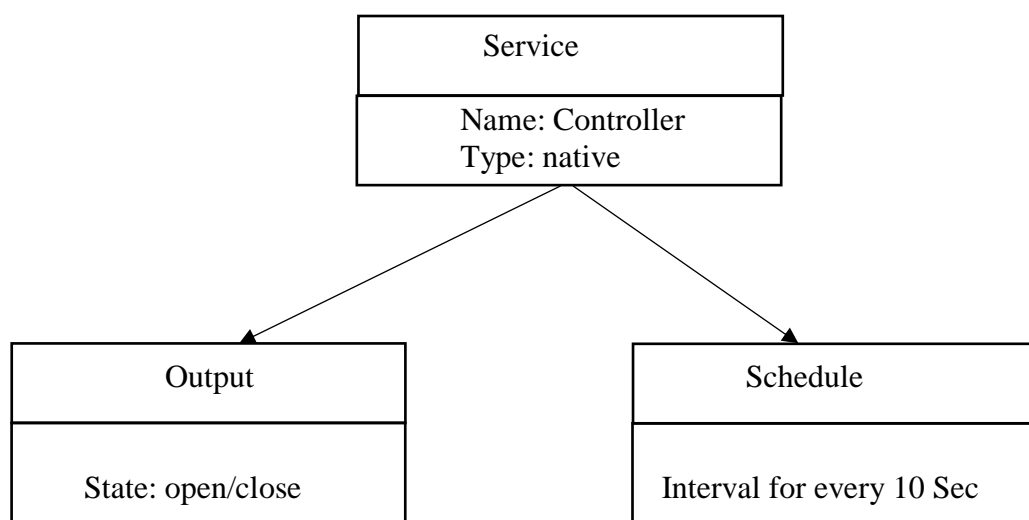 Service
Name: Controller
Type: native
Output
Schedule
State: open/close
Interval for every 10 Sec